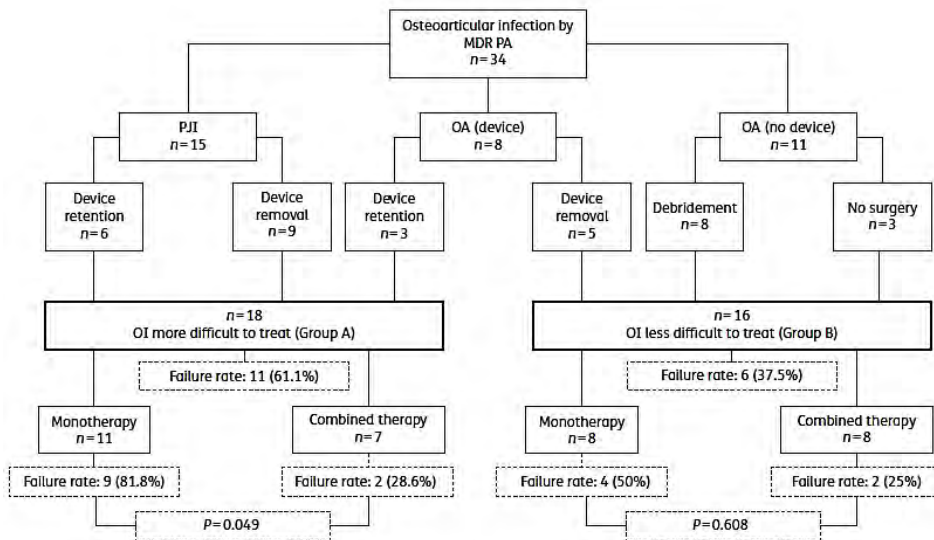 Osteoarticular infection by
MDR PA
n=34
PJI
n=15
OA (device)
n=8
OA (no device)
n=11
Device
retention
n=6
Device
removal
n=9
Device
retention
n=3
Device
removal
n=5
Debridement
n=8
No surgery
n=3
n=18
OI more difficult to treat (Group A)
n=16
OI less difficult to treat (Group B)
Failure rate: 11 (61.1%)
Failure rate: 6 (37.5%)
Monotherapy
n=11
Combined therapy
n=7
Monotherapy
n=8
Combined therapy
n=8
Failure rate: 9 (81.8%)
Failure rate: 2 (28.6%)
Failure rate: 4 (50%)
Failure rate: 2 (25%)
P=0.049
P=0.608